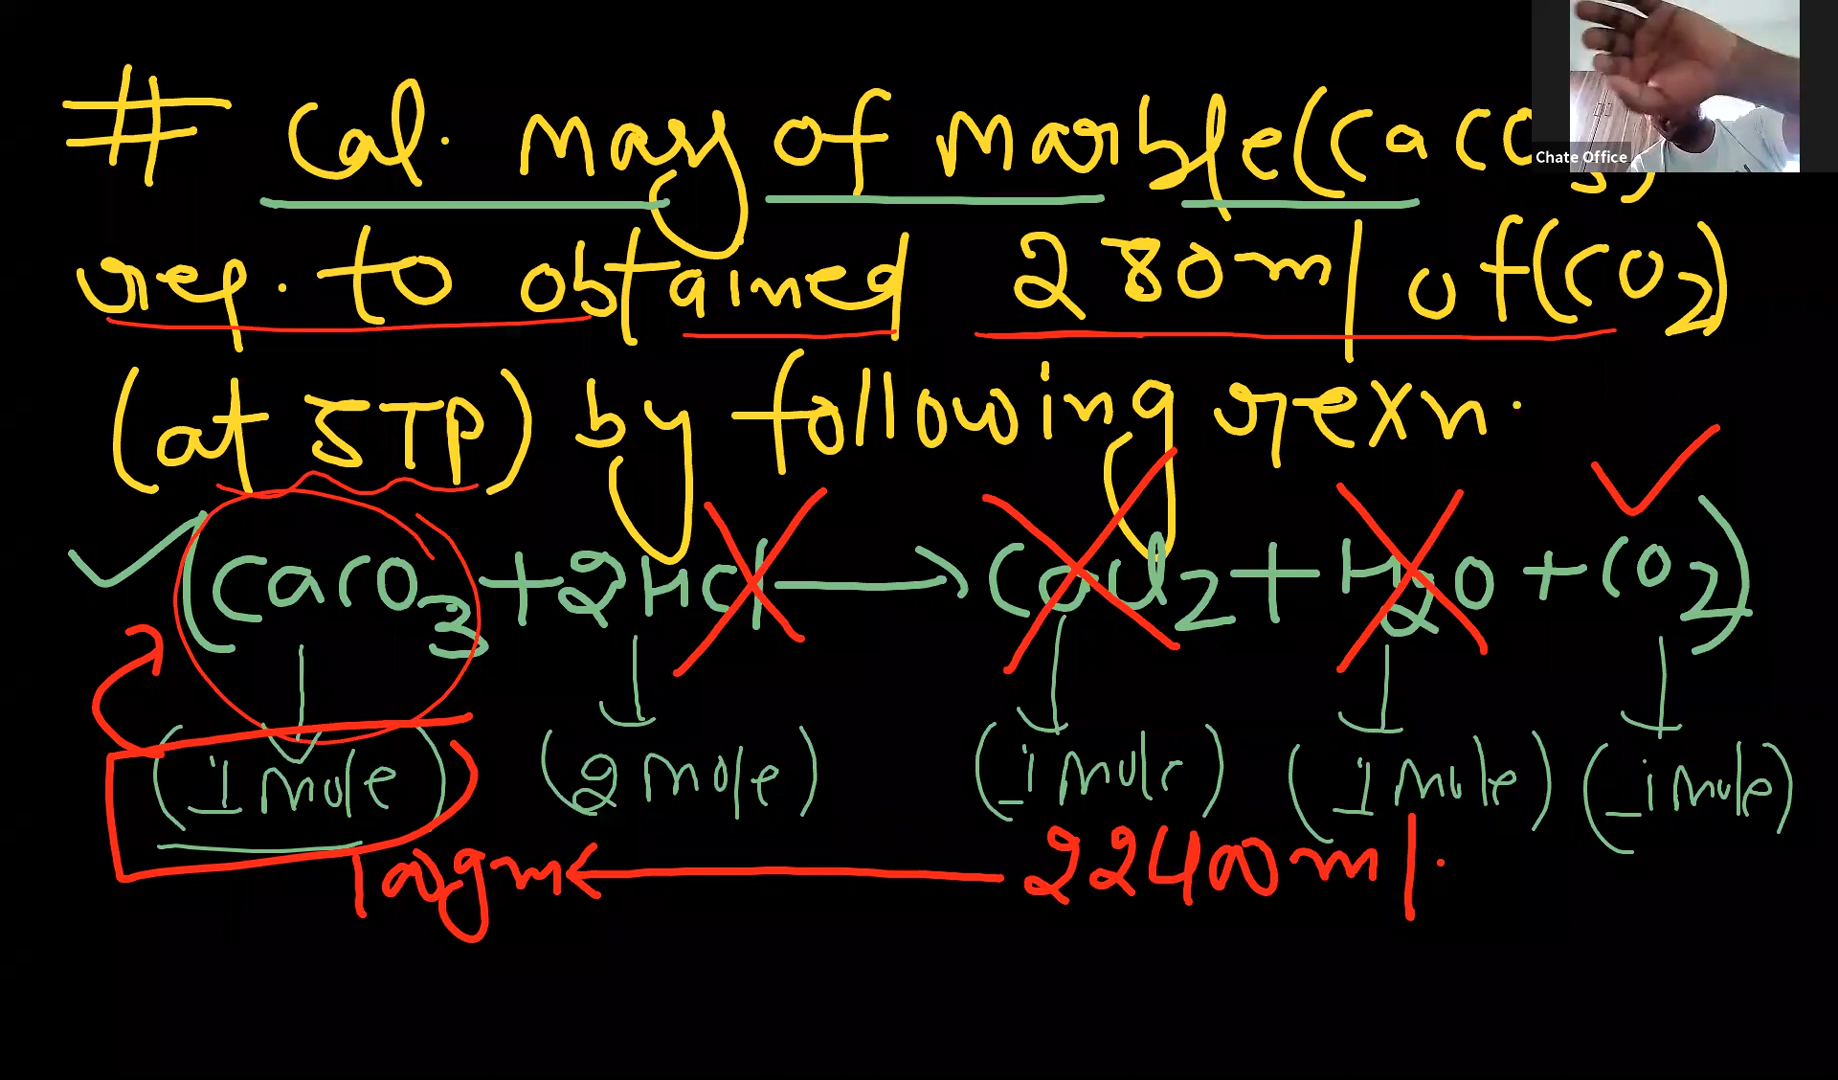 # Cal. mass of marble (CaCO3)
Chate Office
req. to obtained 280ml of (CO2)
(at STP) by following rexn.
(CaCO3 + 2HCl → CaCl2 + H2O + CO2)
(1 mole) (2 mole) (1 mole) (1 mole) (1 mole)
100gm ← 22400ml.